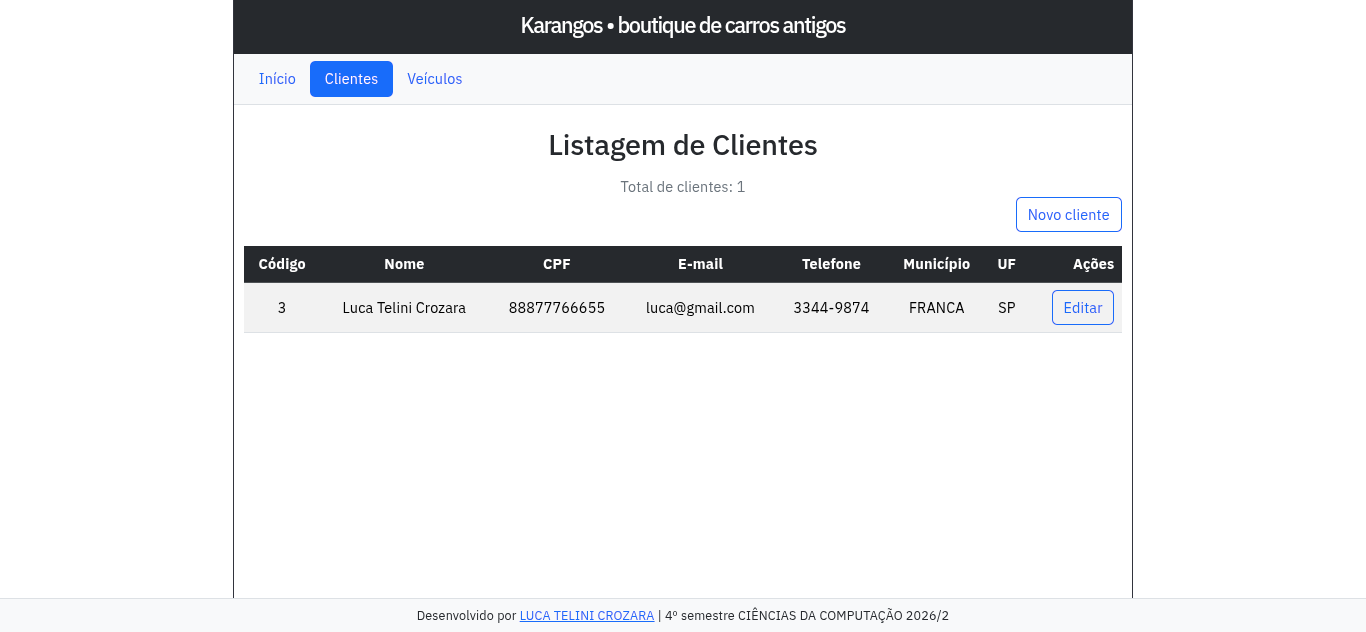 Karangos • boutique de carros antigos
Início Clientes Veículos
Listagem de Clientes
Total de clientes: 1
Novo cliente
Código Nome CPF E-mail Telefone Município UF Ações
3 Luca Telini Crozara 88877766655 luca@gmail.com 3344-9874 FRANCA SP Editar
Desenvolvido por LUCA TELINI CROZARA | 4º semestre CIÊNCIAS DA COMPUTAÇÃO 2026/2